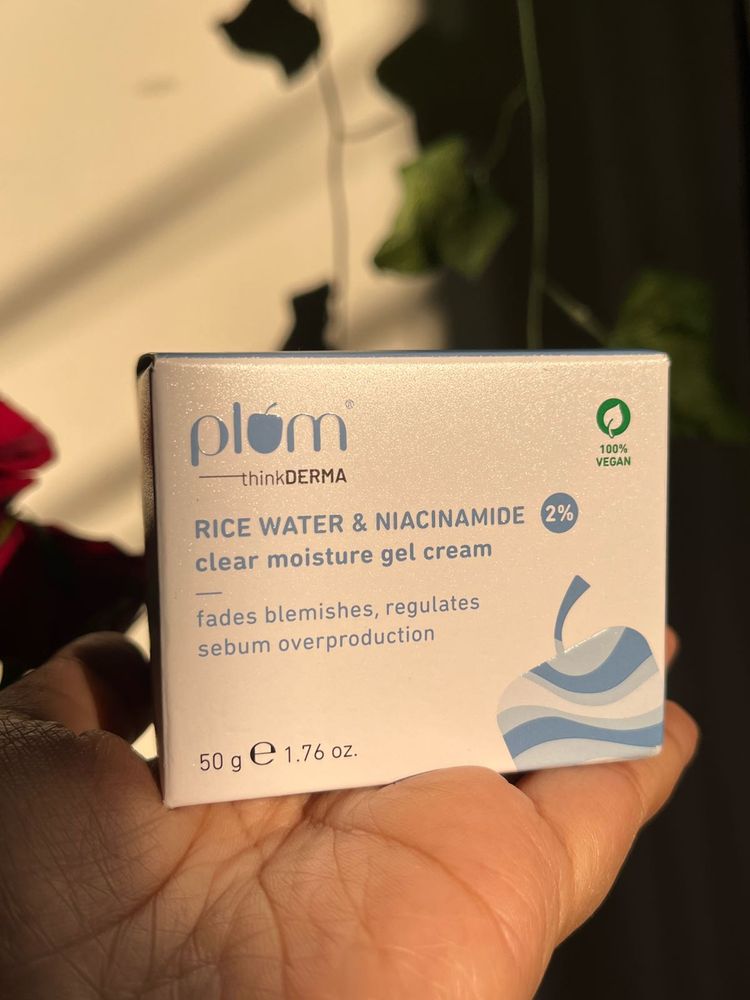 plum®
thinkDERMA
100%
VEGAN
RICE WATER & NIACINAMIDE 2%
clear moisture gel cream
fades blemishes, regulates
sebum overproduction
50 g ℮ 1.76 oz.